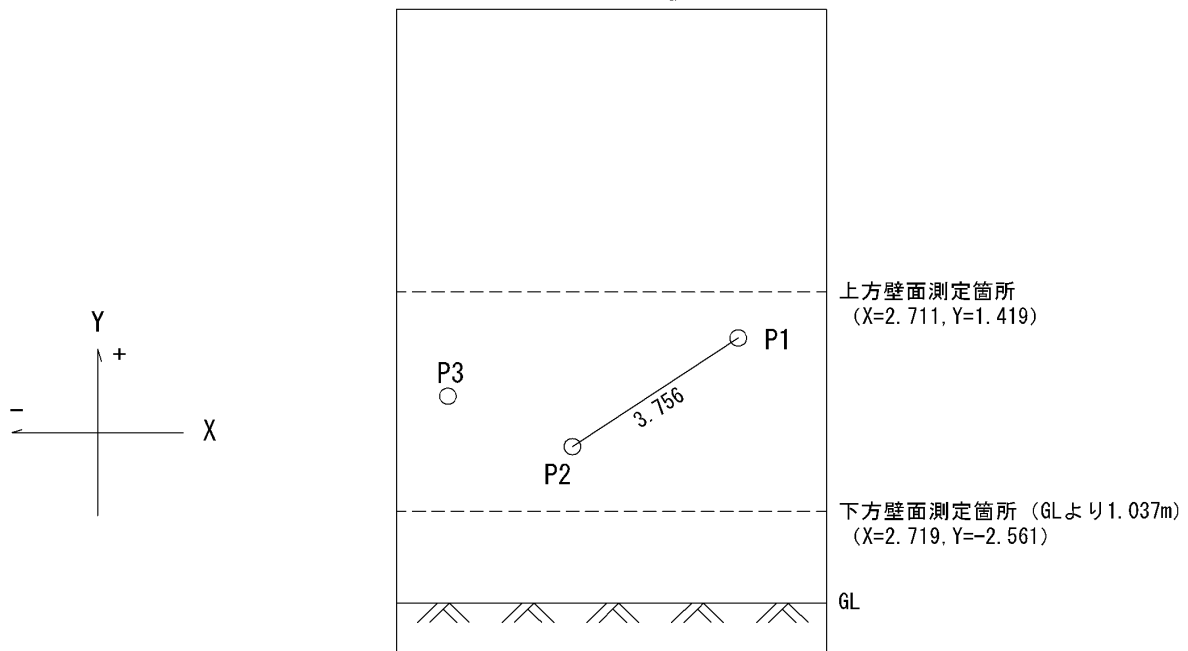 上方壁面測定箇所
(X=2.711,Y=1.419)
Y
+
P1
P3
3.756
-
X
P2
下方壁面測定箇所 (GLより1.037m)
(X=2.719,Y=-2.561)
GL